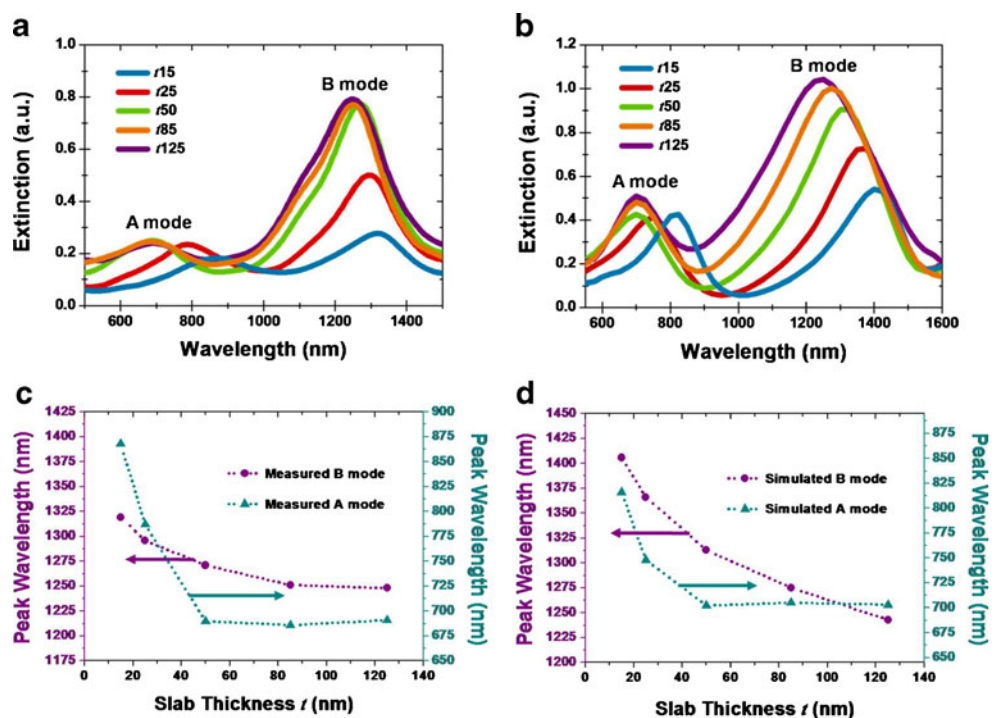 a
1.0
0.8
0.6
0.4
0.2
0.0
Extinction (a.u.)
t15
t25
t50
t85
t125
B mode
A mode
600 800 1000 1200 1400
Wavelength (nm)
b
1.2
1.0
0.8
0.6
0.4
0.2
0.0
Extinction (a.u.)
t15
t25
t50
t85
t125
B mode
A mode
600 800 1000 1200 1400 1600
Wavelength (nm)
c
1425
1400
1375
1350
1325
1300
1275
1250
1225
1200
1175
Peak Wavelength (nm)
Measured B mode
Measured A mode
900
875
850
825
800
775
750
725
700
675
650
Peak Wavelength (nm)
0 20 40 60 80 100 120 140
Slab Thickness t (nm)
d
1450
1425
1400
1375
1350
1325
1300
1275
1250
1225
1200
Peak Wavelength (nm)
Simulated B mode
Simulated A mode
875
850
825
800
775
750
725
700
675
650
Peak Wavelength (nm)
0 20 40 60 80 100 120 140
Slab Thickness t (nm)